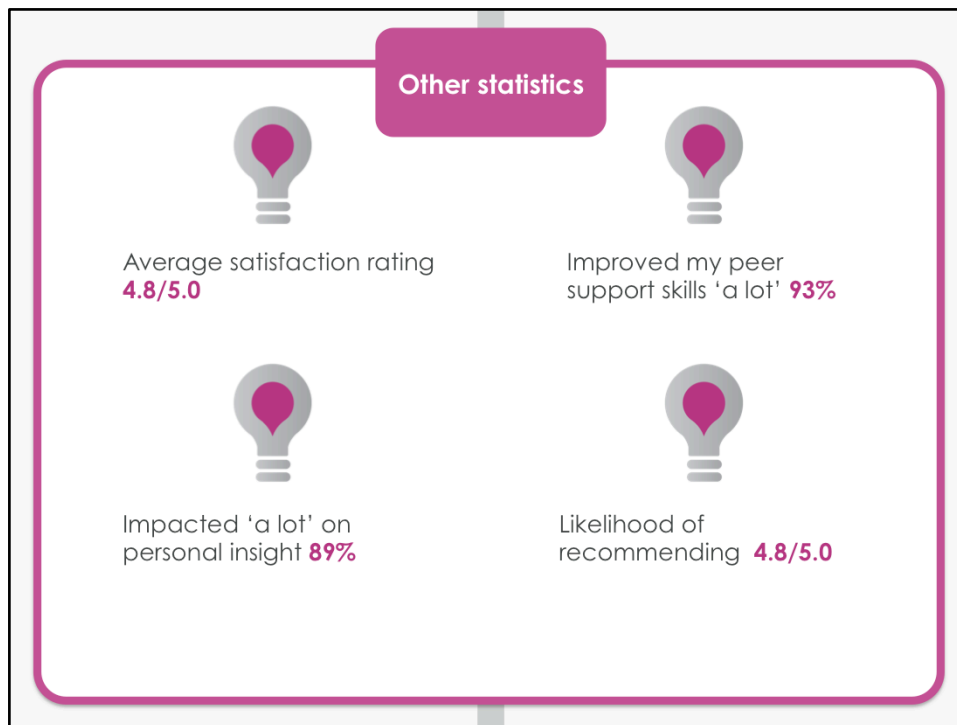 Other statistics
Average satisfaction rating
4.8/5.0
Improved my peer
support skills ‘a lot’ 93%
Impacted ‘a lot’ on
personal insight 89%
Likelihood of
recommending 4.8/5.0